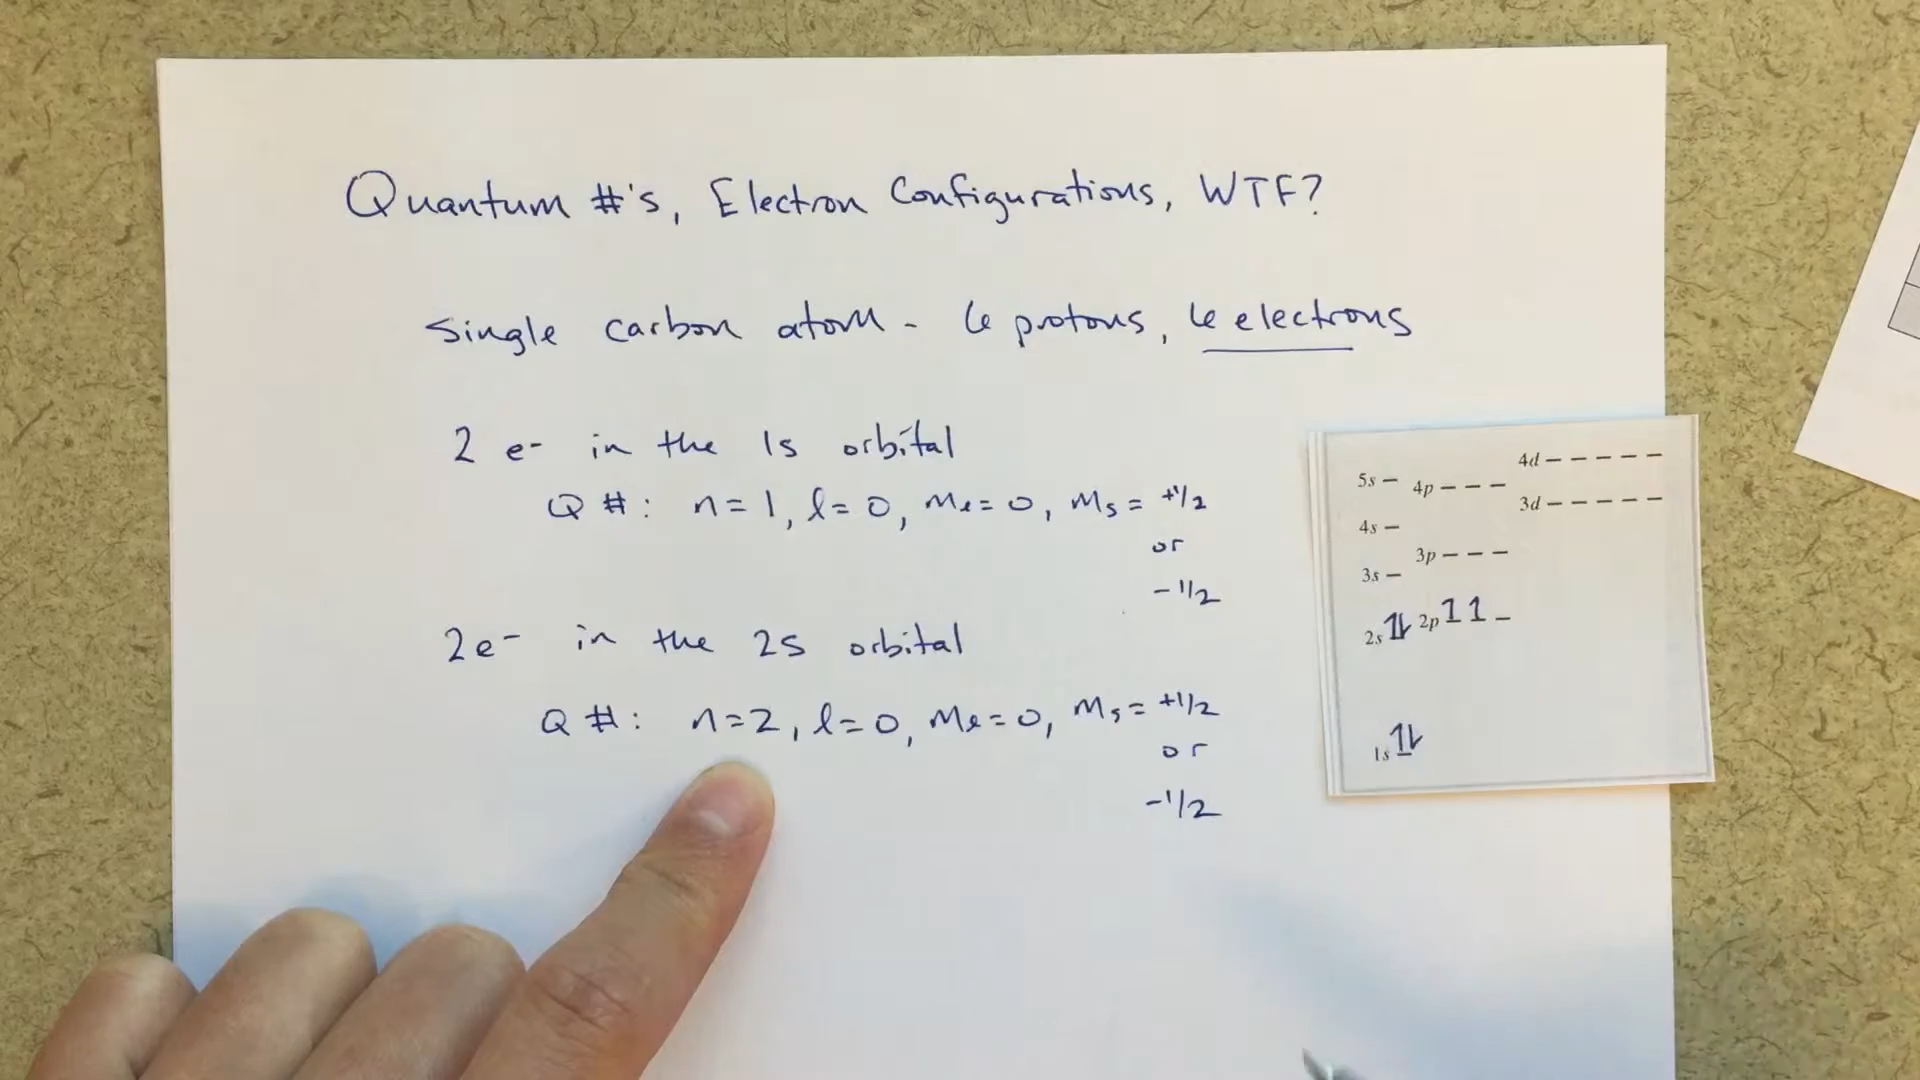 Quantum #'s, Electron Configurations, WTF?
Single carbon atom - 6 protons, 6 electrons
2 e- in the 1s orbital
Q #: n=1, l=0, ml=0, ms= +1/2
or
-1/2
2e- in the 2s orbital
Q #: n=2, l=0, ml=0, ms= +1/2
or
-1/2
4d – – – – –
5s – 4p – – –
3d – – – – –
4s –
3p – – –
3s –
2s ↿⇂ 2p 1 1 –
1s ↿⇂